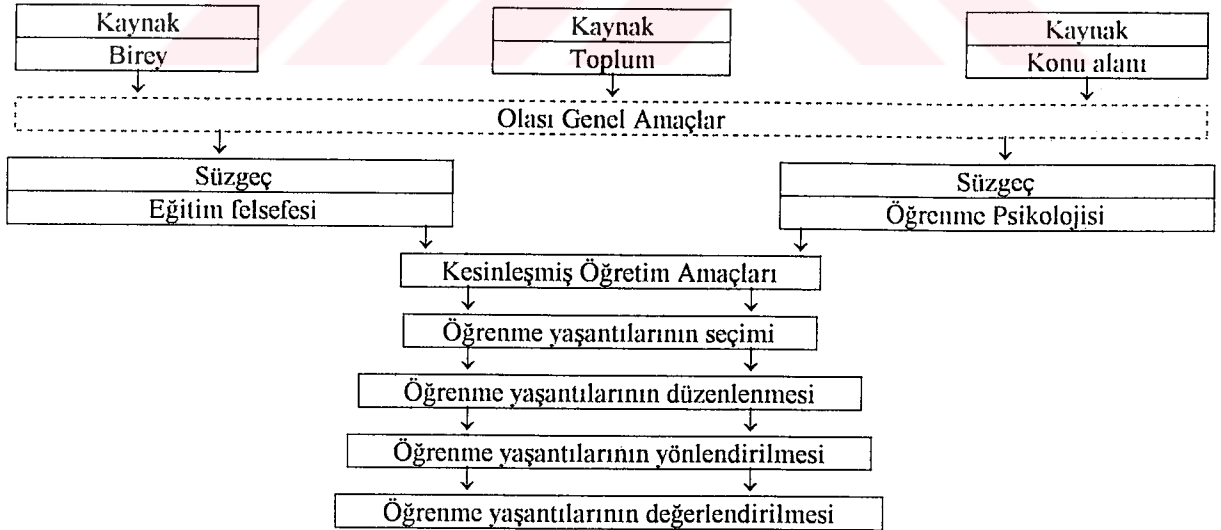 Kaynak
Birey
Kaynak
Toplum
Kaynak
Konu alanı
Olası Genel Amaçlar
Süzgeç
Eğitim felsefesi
Süzgeç
Öğrenme Psikolojisi
Kesinleşmiş Öğretim Amaçları
Öğrenme yaşantılarının seçimi
Öğrenme yaşantılarının düzenlenmesi
Öğrenme yaşantılarının yönlendirilmesi
Öğrenme yaşantılarının değerlendirilmesi